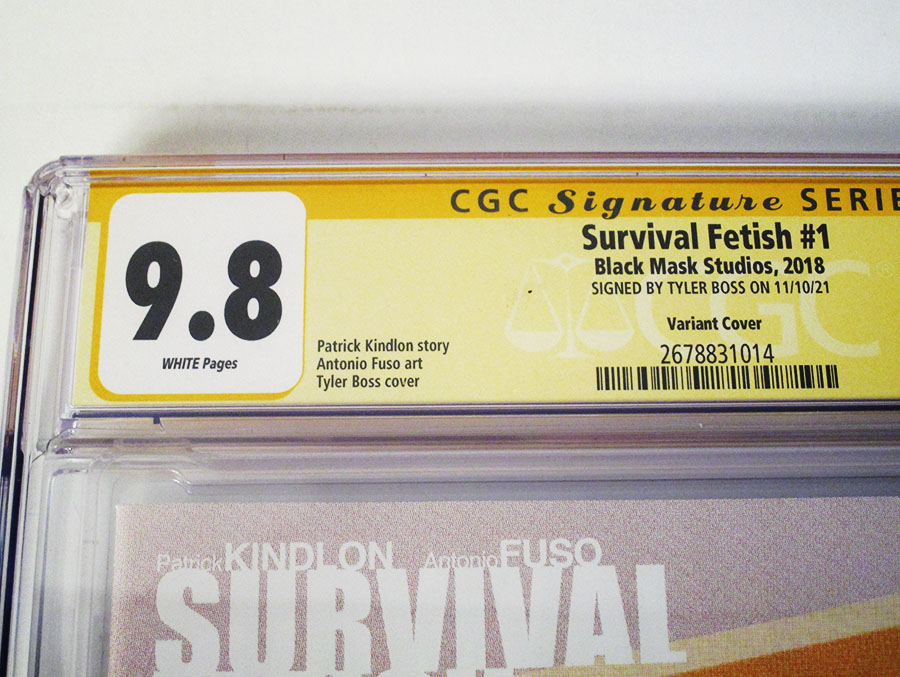 CGC Signature SERIE
9.8
WHITE Pages
Patrick Kindlon story
Antonio Fuso art
Tyler Boss cover
Survival Fetish #1
Black Mask Studios, 2018
SIGNED BY TYLER BOSS ON 11/10/21
Variant Cover
CGC®
2678831014
Patrick KINDLON Antonio FUSO
SURVIVAL